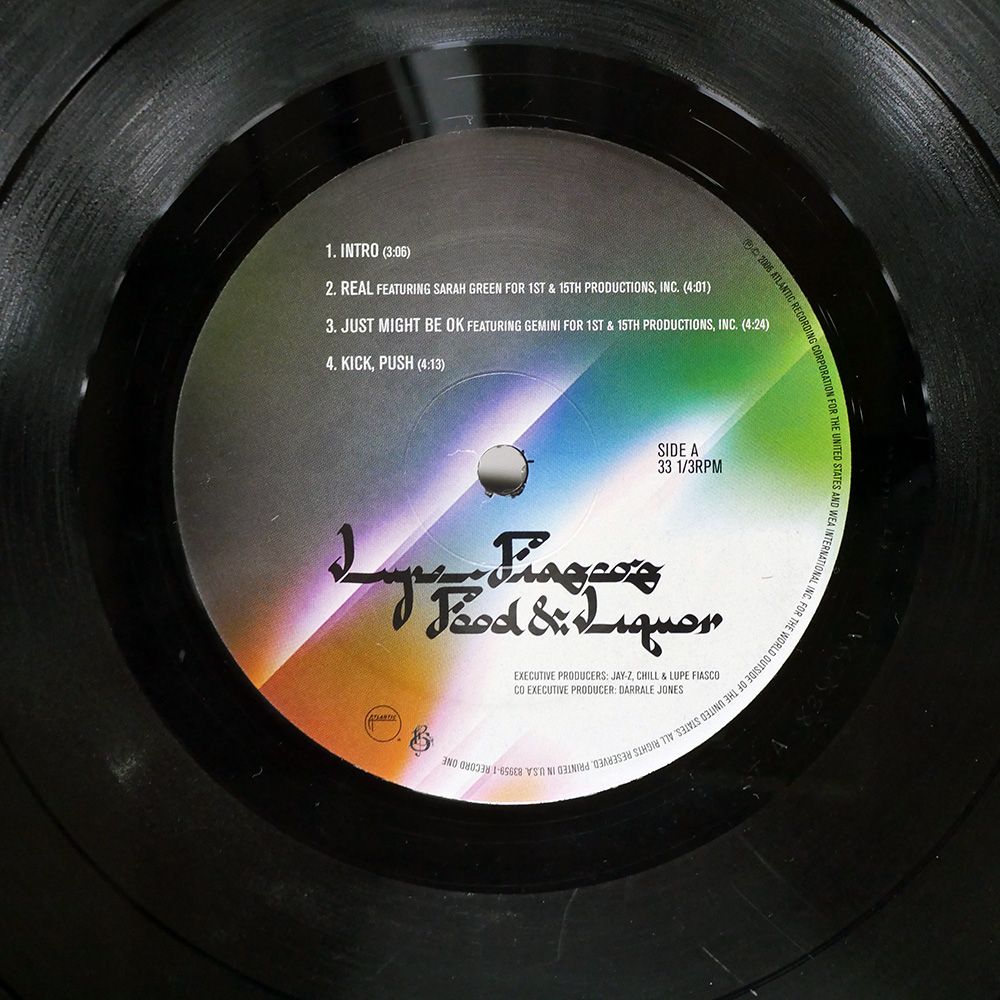 1. INTRO (3:06)
2. REAL FEATURING SARAH GREEN FOR 1ST & 15TH PRODUCTIONS, INC. (4:01)
3. JUST MIGHT BE OK FEATURING GEMINI FOR 1ST & 15TH PRODUCTIONS, INC. (4:24)
4. KICK, PUSH (4:13)
SIDE A
33 1/3RPM
Lupe Fiasco's
Food & Liquor
EXECUTIVE PRODUCERS: JAY-Z, CHILL & LUPE FIASCO
CO EXECUTIVE PRODUCER: DARRALE JONES
ATLANTIC
℗ © 2006 ATLANTIC RECORDING CORPORATION FOR THE UNITED STATES AND WEA INTERNATIONAL INC. FOR THE WORLD OUTSIDE OF THE UNITED STATES. ALL RIGHTS RESERVED. PRINTED IN U.S.A. 83959-1 RECORD ONE